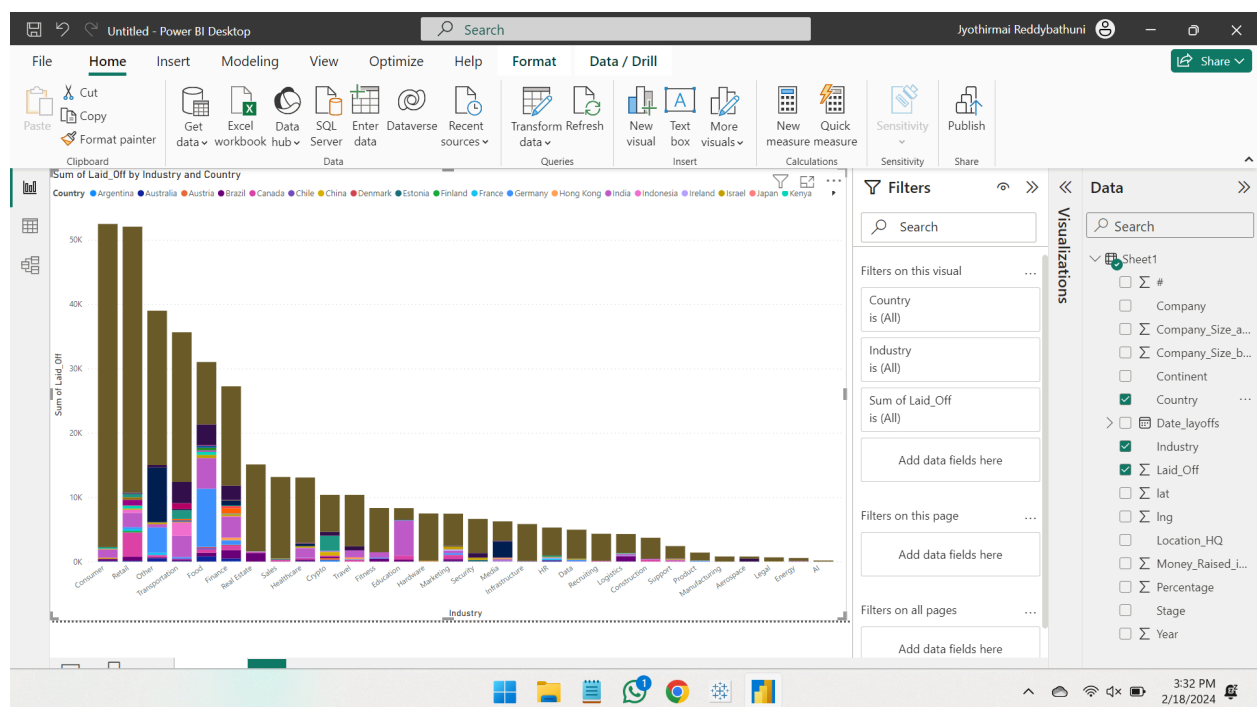 Untitled - Power BI Desktop
Search
Jyothirmai Reddybathuni
File Home Insert Modeling View Optimize Help Format Data / Drill
Share
Paste
Cut
Copy
Format painter
Get data
Excel workbook
Data hub
SQL Server
Enter data
Dataverse
Recent sources
Transform data
Refresh
New visual
Text box
More visuals
New measure
Quick measure
Sensitivity
Publish
Clipboard Data Queries Insert Calculations Sensitivity Share
Sum of Laid_Off by Industry and Country
Country Argentina Australia Austria Brazil Canada Chile China Denmark Estonia Finland France Germany Hong Kong India Indonesia Ireland Israel Japan Kenya
50K
40K
30K
20K
10K
0K
Sum of Laid_Off
Consumer Retail Other Transportation Food Finance Real Estate Sales Healthcare Crypto Travel Fitness Education Hardware Marketing Security Media Infrastructure HR Data Recruiting Logistics Construction Support Product Manufacturing Aerospace Legal Energy AI
Industry
Filters
Search
Filters on this visual ...
Country
is (All)
Industry
is (All)
Sum of Laid_Off
is (All)
Add data fields here
Filters on this page ...
Add data fields here
Filters on all pages ...
Add data fields here
Visualizations
Data
Search
Sheet1
∑ #
Company
∑ Company_Size_a...
∑ Company_Size_b...
Continent
Country ...
Date_layoffs
Industry
∑ Laid_Off
∑ lat
∑ lng
Location_HQ
∑ Money_Raised_i...
∑ Percentage
Stage
∑ Year
1
3:32 PM
2/18/2024